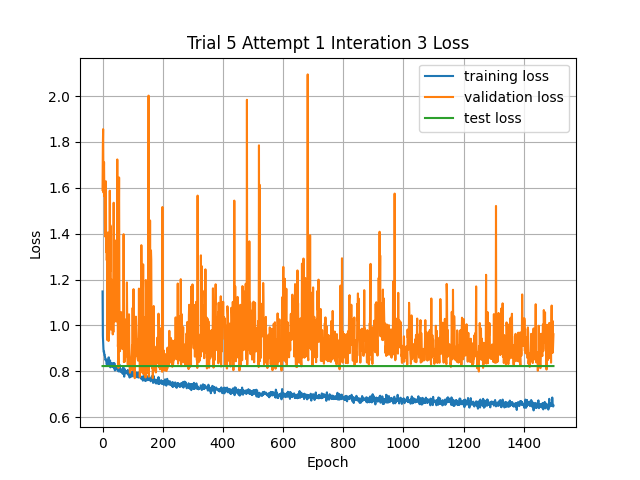 Trial 5 Attempt 1 Interation 3 Loss
training loss
validation loss
test loss
2.0
1.8
1.6
1.4
1.2
1.0
0.8
0.6
Loss
0 200 400 600 800 1000 1200 1400
Epoch